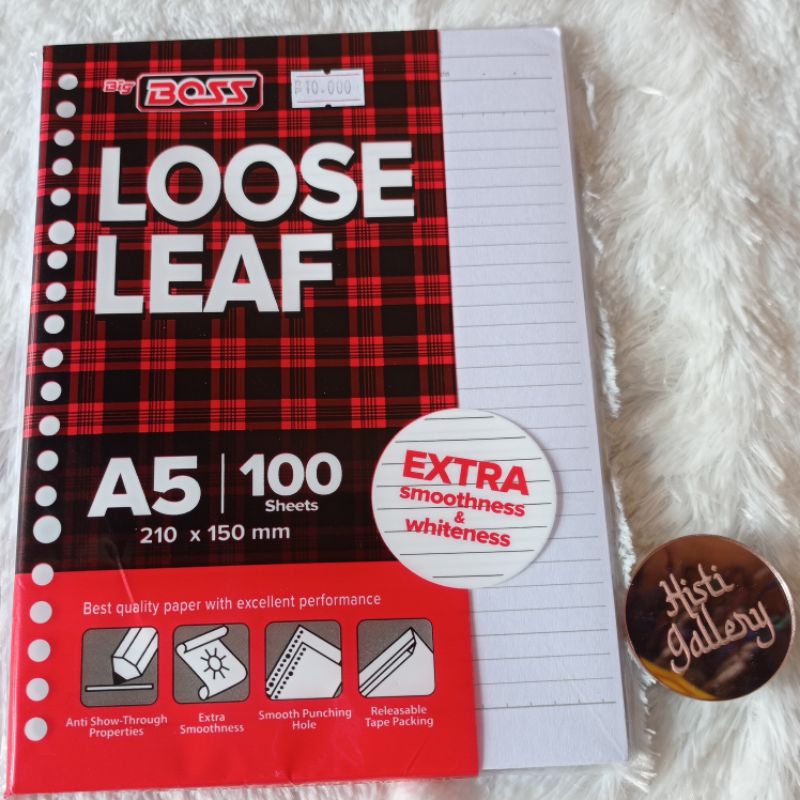 Big BOSS
10.000
LOOSE
LEAF
A5 | 100
Sheets
210 x 150 mm
EXTRA
smoothness
&
whiteness
Best quality paper with excellent performance
Anti Show-Through
Properties
Extra
Smoothness
Smooth Punching
Hole
Releasable
Tape Packing
Histi
gallery